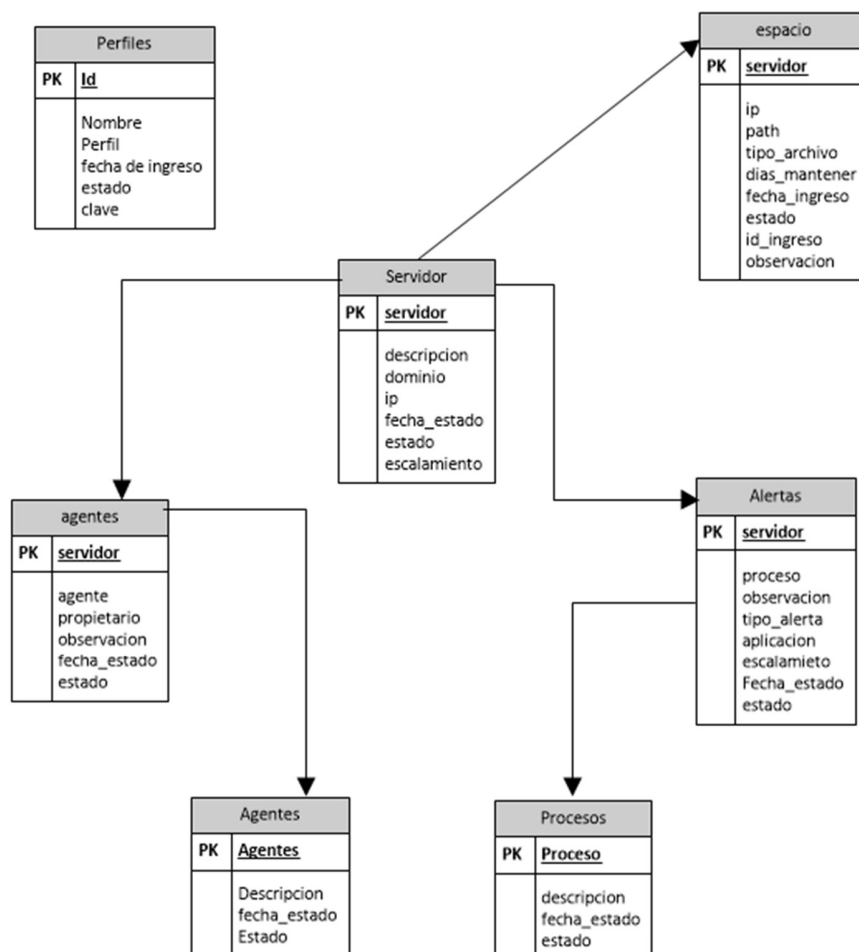 Perfiles
PK Id
Nombre
Perfil
fecha de ingreso
estado
clave
espacio
PK servidor
ip
path
tipo_archivo
dias_mantener
fecha_ingreso
estado
id_ingreso
observacion
Servidor
PK servidor
descripcion
dominio
ip
fecha_estado
estado
escalamiento
agentes
PK servidor
agente
propietario
observacion
fecha_estado
estado
Alertas
PK servidor
proceso
observacion
tipo_alerta
aplicacion
escalamieto
Fecha_estado
estado
Agentes
PK Agentes
Descripcion
fecha_estado
Estado
Procesos
PK Proceso
descripcion
fecha_estado
estado